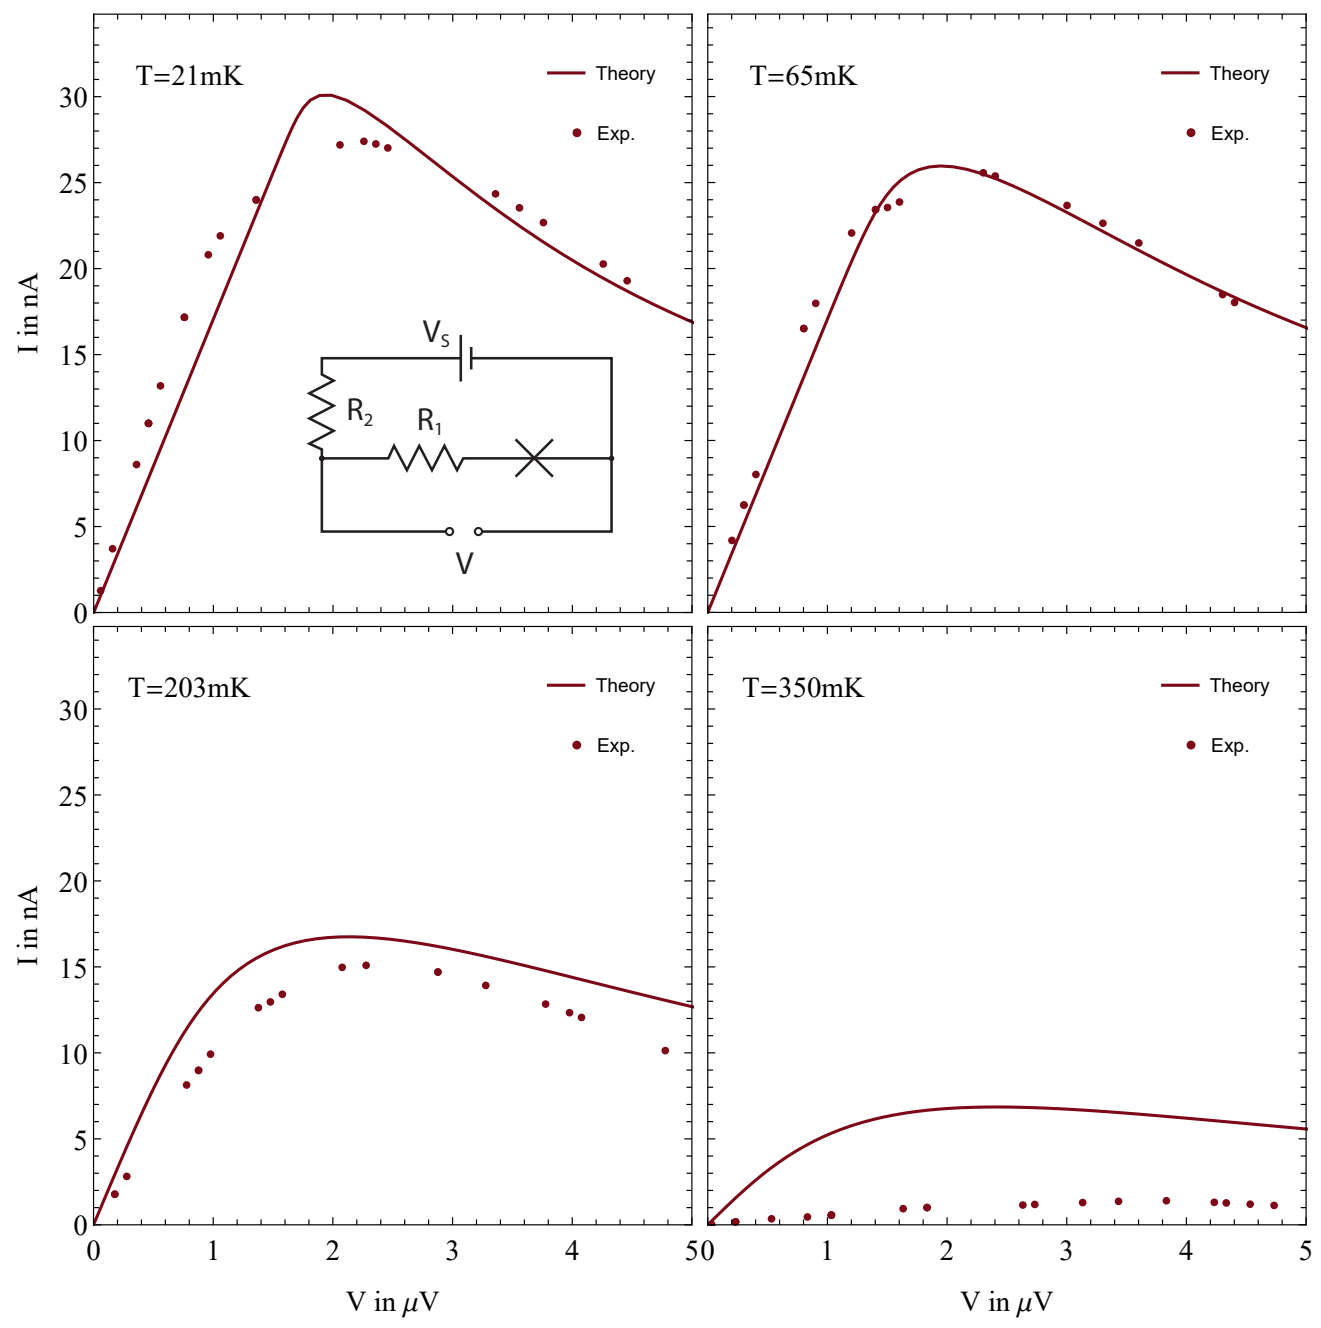 T=21mK
Theory
Exp.
30
25
20
15
10
5
0
I in nA
V_S
R_2
R_1
V
T=65mK
Theory
Exp.
T=203mK
Theory
Exp.
30
25
20
15
10
5
0
I in nA
0 1 2 3 4 5
V in μV
T=350mK
Theory
Exp.
0 1 2 3 4 5
V in μV